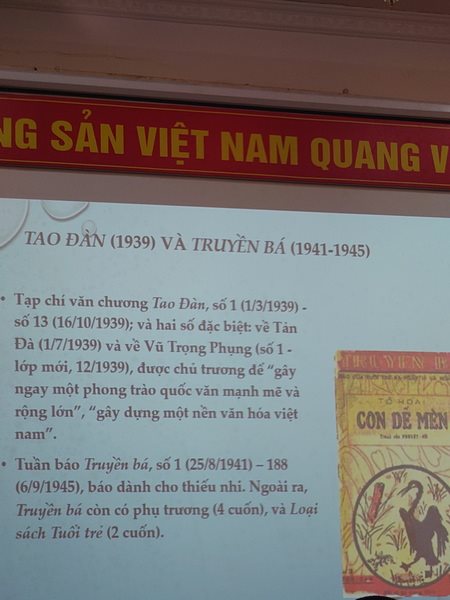 NG SẢN VIỆT NAM QUANG V
TAO ĐÀN (1939) VÀ TRUYỀN BÁ (1941-1945)
• Tạp chí văn chương Tao Đàn, số 1 (1/3/1939) -
số 13 (16/10/1939); và hai số đặc biệt: về Tản
Đà (1/7/1939) và về Vũ Trọng Phụng (số 1 -
lớp mới, 12/1939), được chủ trương để “gây
ngay một phong trào quốc văn mạnh mẽ và
rộng lớn”, “gây dựng một nền văn hóa việt
nam”.
• Tuần báo Truyền bá, số 1 (25/8/1941) – 188
(6/9/1945), báo dành cho thiếu nhi. Ngoài ra,
Truyền bá còn có phụ trương (4 cuốn), và Loại
sách Tuổi trẻ (2 cuốn).
TÔ HOÀI
CON DẾ MÈN